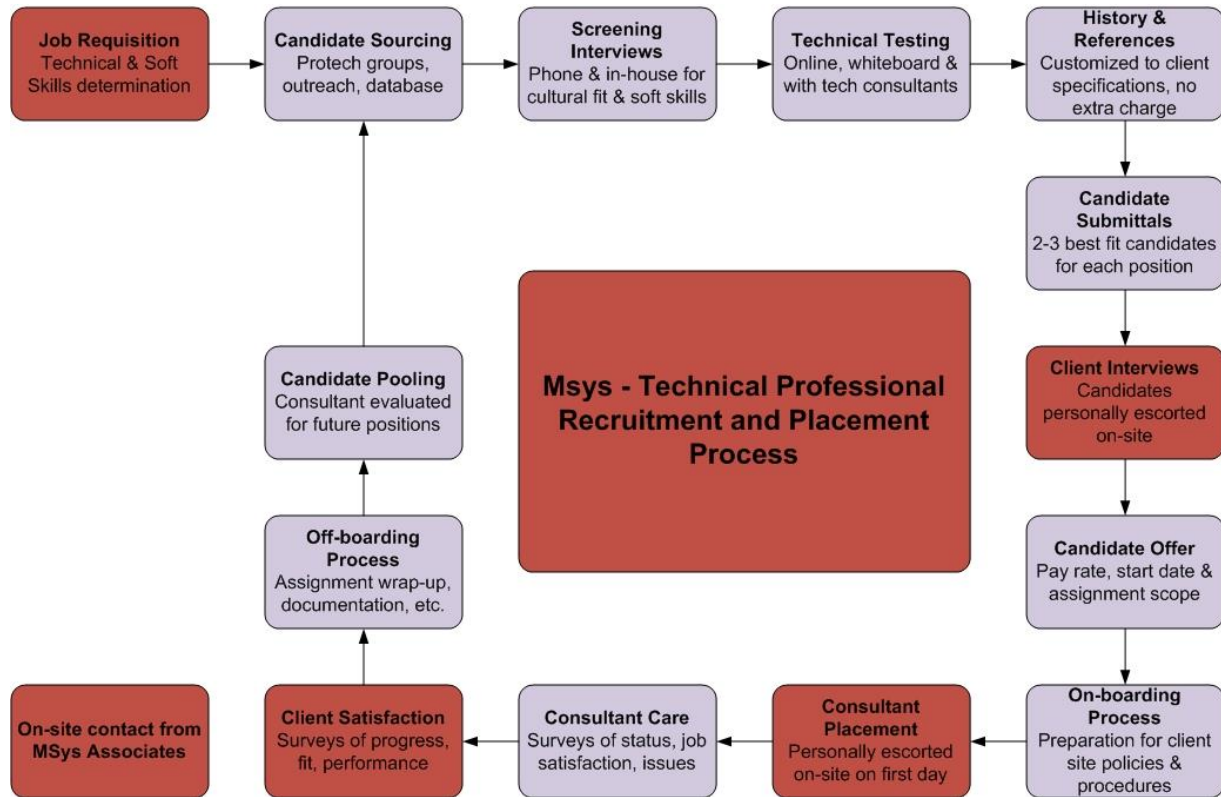 Job Requisition
Technical & Soft
Skills determination
Candidate Sourcing
Protech groups,
outreach, database
Screening
Interviews
Phone & in-house for
cultural fit & soft skills
Technical Testing
Online, whiteboard &
with tech consultants
History &
References
Customized to client
specifications, no
extra charge
Candidate
Submittals
2-3 best fit candidates
for each position
Client Interviews
Candidates
personally escorted
on-site
Candidate Offer
Pay rate, start date &
assignment scope
On-boarding
Process
Preparation for client
site policies &
procedures
Consultant
Placement
Personally escorted
on-site on first day
Consultant Care
Surveys of status, job
satisfaction, issues
Client Satisfaction
Surveys of progress,
fit, performance
Off-boarding
Process
Assignment wrap-up,
documentation, etc.
Candidate Pooling
Consultant evaluated
for future positions
Msys - Technical Professional
Recruitment and Placement
Process
On-site contact from
MSys Associates